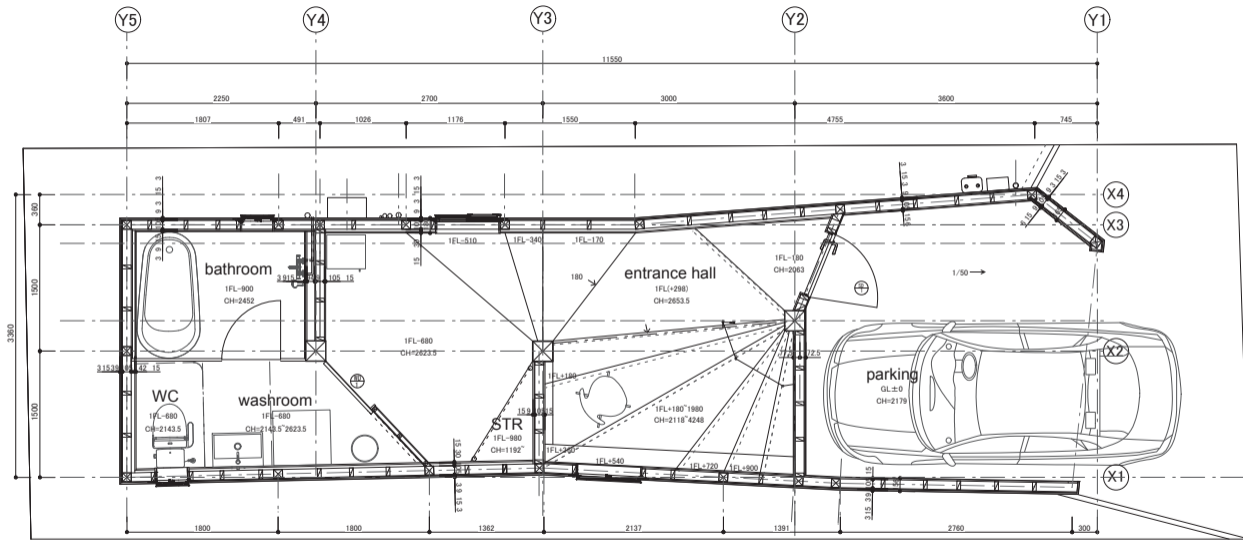 Y5 Y4 Y3 Y2 Y1
11550
2250 2700 3000 3600
1807 491 1026 1176 1550 4755 745
X4
X3
X2
X1
360
1500
1500
3360
bathroom
1FL-900
CH=2452
1FL-510
1FL-340
1FL-170
180
entrance hall
1FL(+298)
CH=2653.5
1FL-180
CH=2063
1/50
1FL-680
CH=2623.5
WC
1FL-680
CH=2143.5
washroom
1FL-680
CH=2143.5~2623.5
STR
1FL-980
CH=1192~
1FL+180
1FL+180~1980
CH=2118~4248
1FL+360
1FL+540
1FL+720
1FL+900
parking
GL±0
CH=2179
1800 1800 1362 2137 1391 2760 300